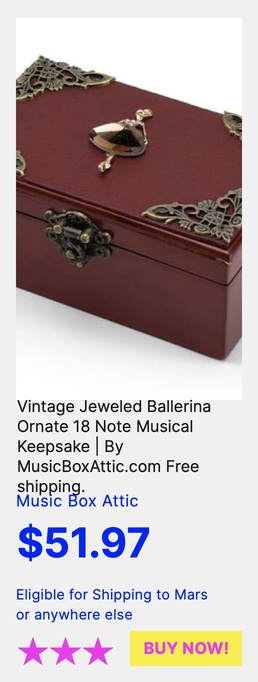 Vintage Jeweled Ballerina
Ornate 18 Note Musical
Keepsake | By
MusicBoxAttic.com Free
shipping.
Music Box Attic
$51.97
Eligible for Shipping to Mars
or anywhere else
BUY NOW!